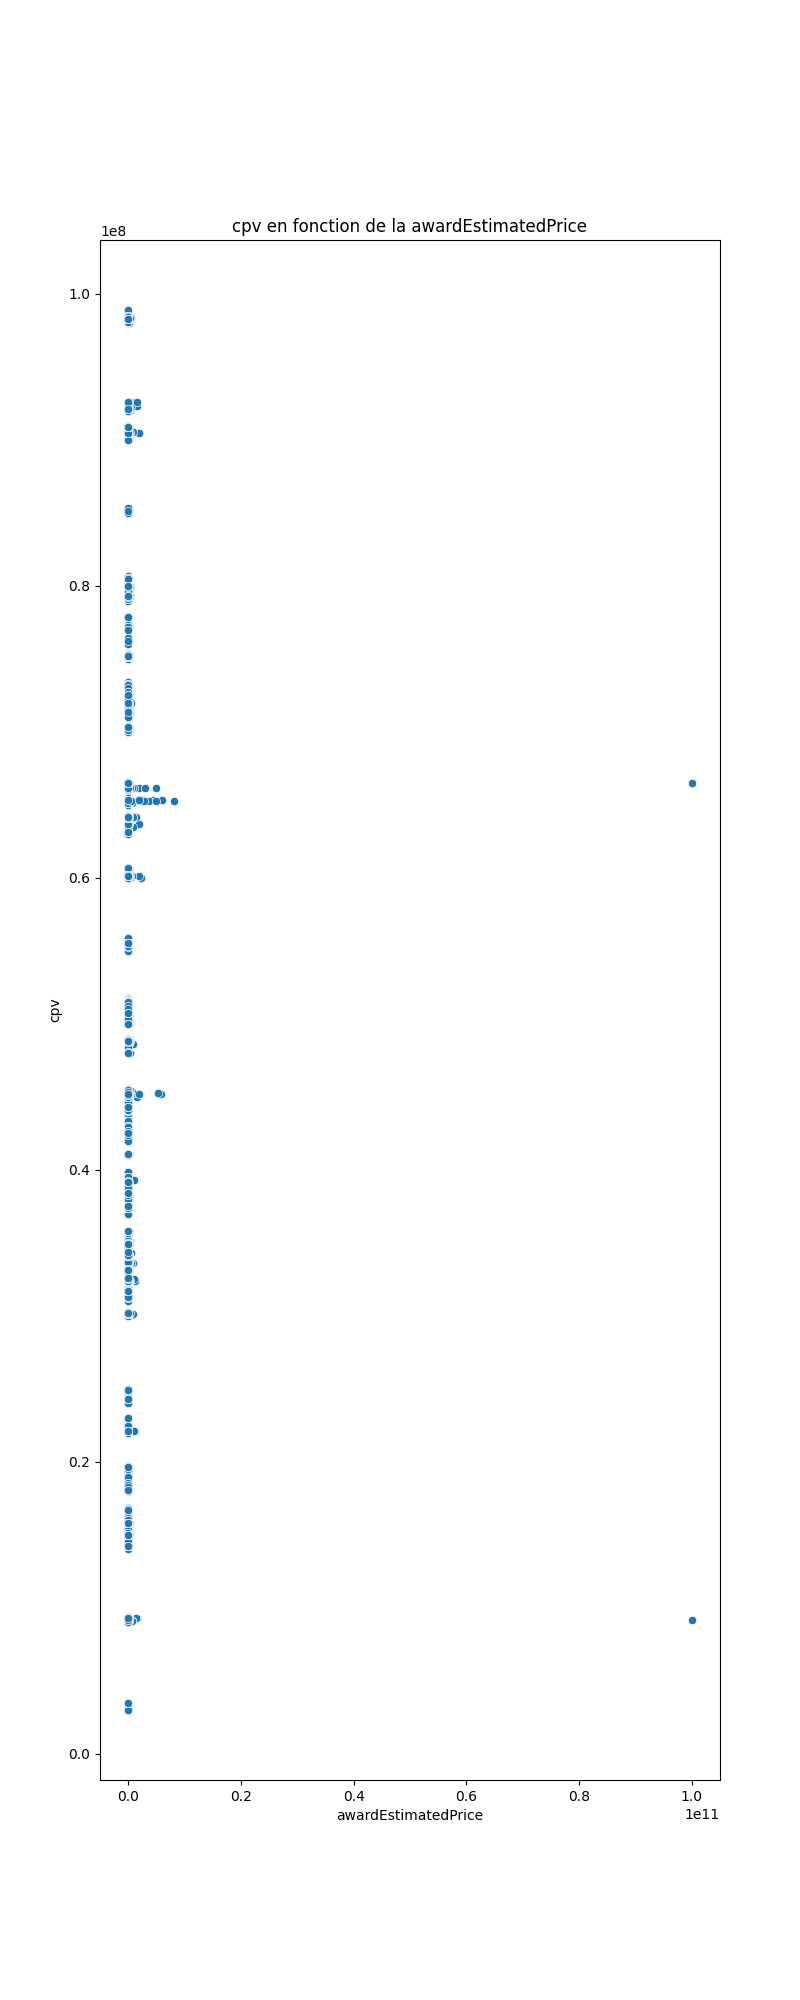 cpv en fonction de la awardEstimatedPrice
1e8
1.0
0.8
0.6
cpv
0.4
0.2
0.0
0.0 0.2 0.4 0.6 0.8 1.0
awardEstimatedPrice
1e11